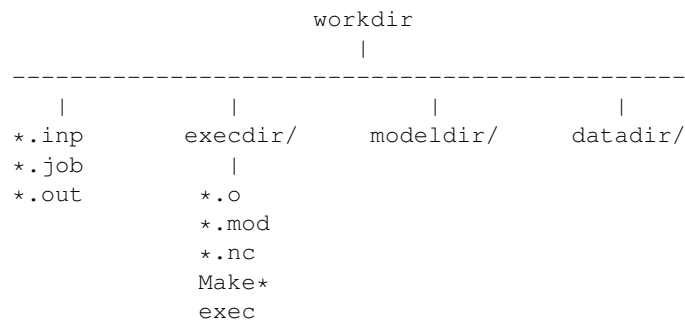 workdir
|
-----------------------------------------------
| | | |
*.inp execdir/ modeldir/ datadir/
*.job |
*.out *.o
*.mod
*.nc
Make*
exec